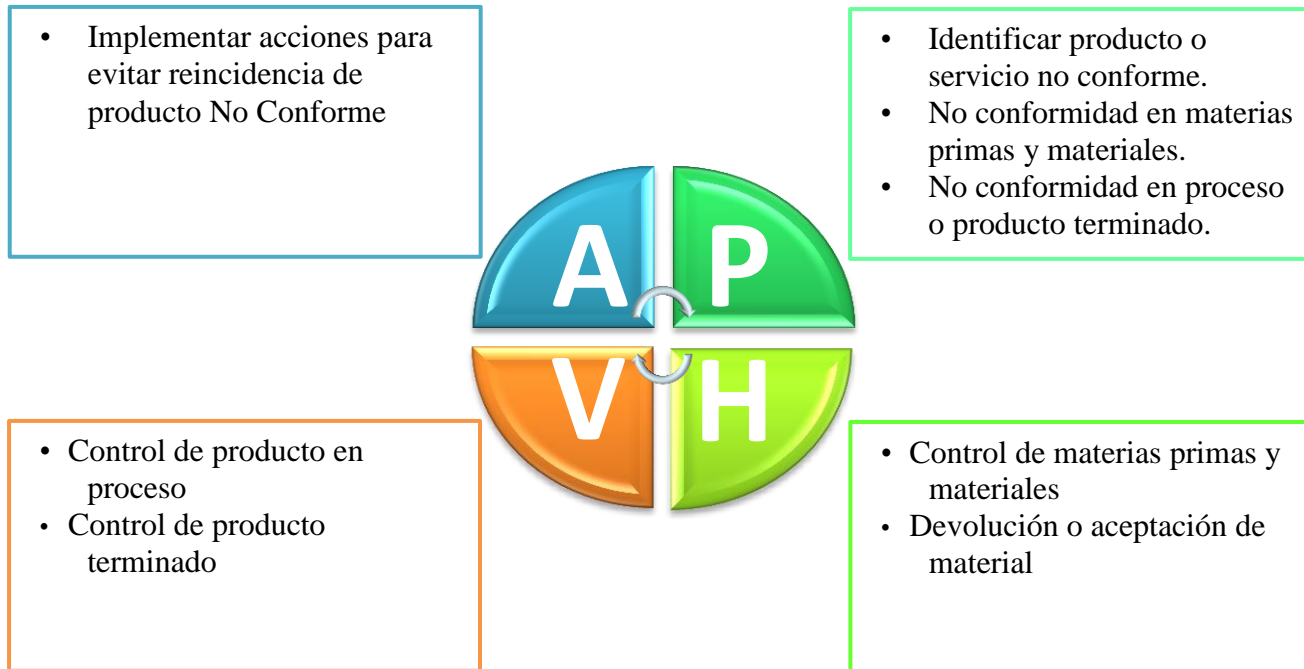 • Implementar acciones para
evitar reincidencia de
producto No Conforme
• Identificar producto o
servicio no conforme.
• No conformidad en materias
primas y materiales.
• No conformidad en proceso
o producto terminado.
A
P
V
H
• Control de producto en
proceso
• Control de producto
terminado
• Control de materias primas y
materiales
• Devolución o aceptación de
material